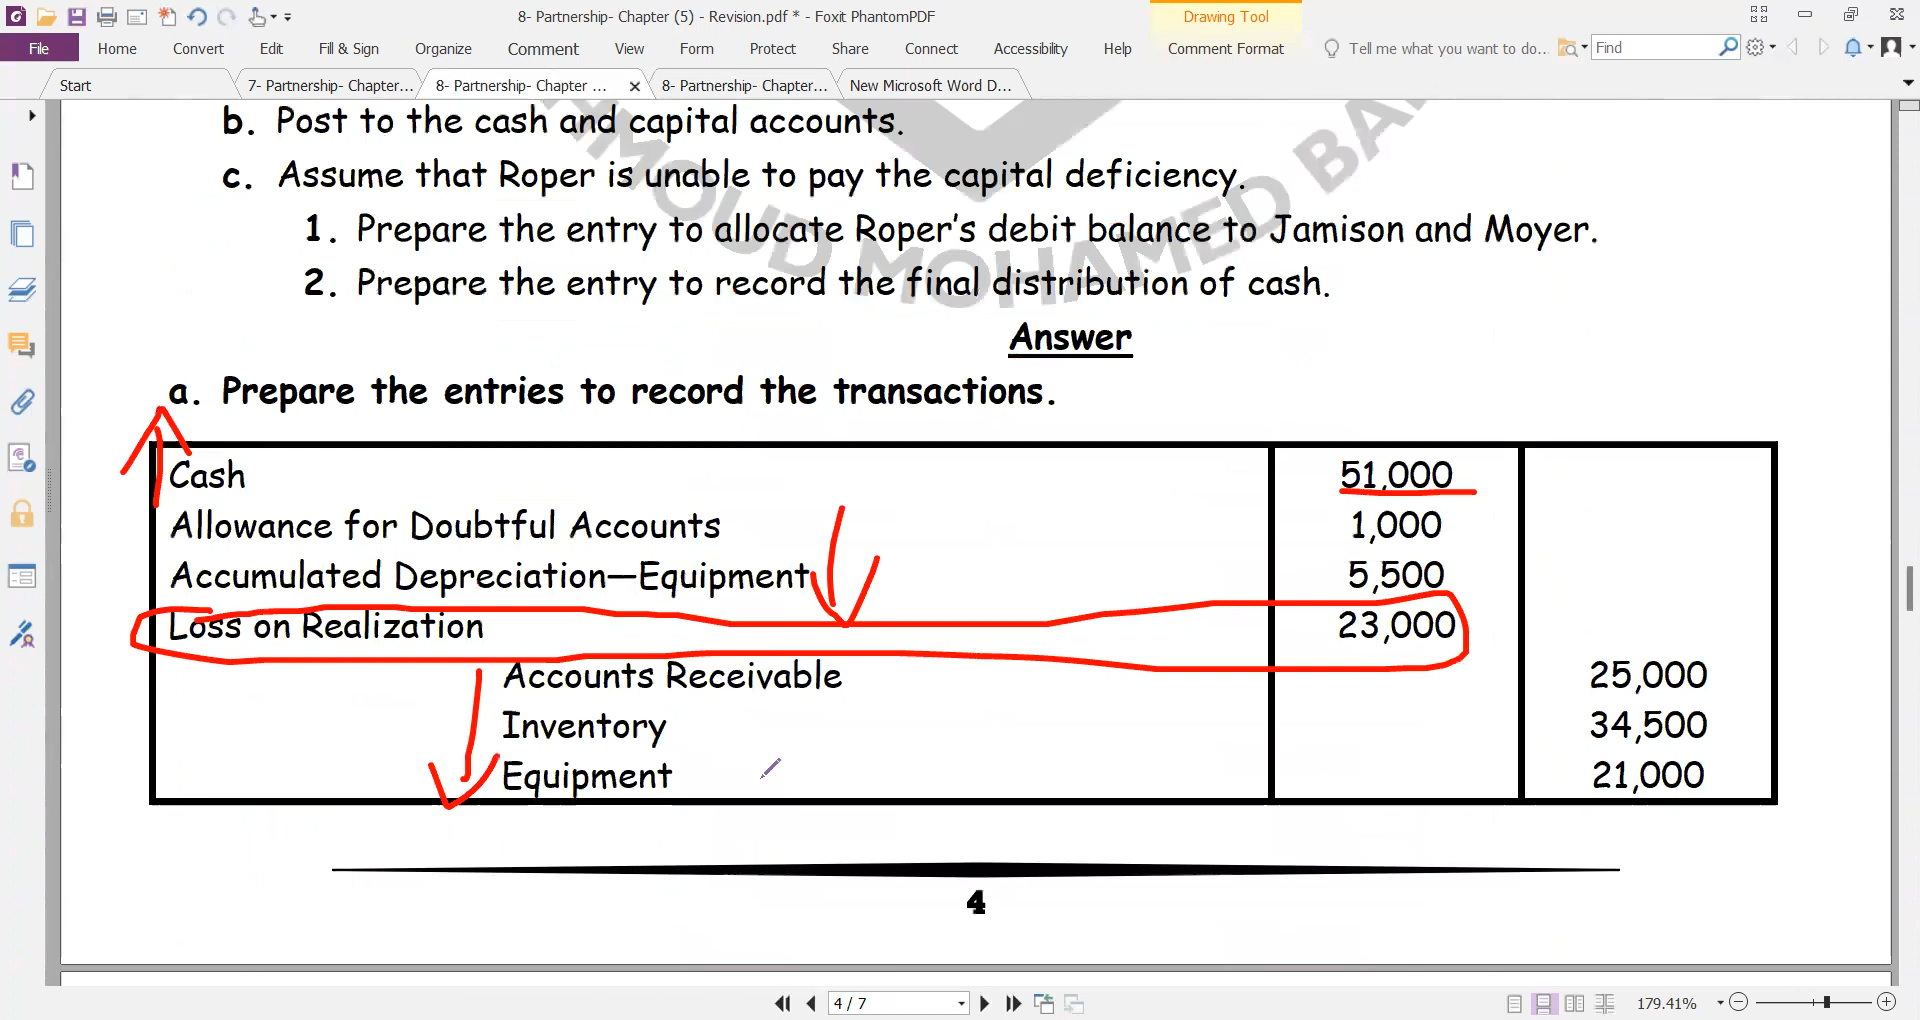 8- Partnership- Chapter (5) - Revision.pdf * - Foxit PhantomPDF
Drawing Tool
File Home Convert Edit Fill & Sign Organize Comment View Form Protect Share Connect Accessibility Help Comment Format Tell me what you want to do... Find
Start 7- Partnership- Chapter... 8- Partnership- Chapter ... 8- Partnership- Chapter... New Microsoft Word D...
b. Post to the cash and capital accounts.
c. Assume that Roper is unable to pay the capital deficiency.
1. Prepare the entry to allocate Roper's debit balance to Jamison and Moyer.
2. Prepare the entry to record the final distribution of cash.
Answer
a. Prepare the entries to record the transactions.
Cash 51,000
Allowance for Doubtful Accounts 1,000
Accumulated Depreciation—Equipment 5,500
Loss on Realization 23,000
Accounts Receivable 25,000
Inventory 34,500
Equipment 21,000
4
4 / 7
179.41%